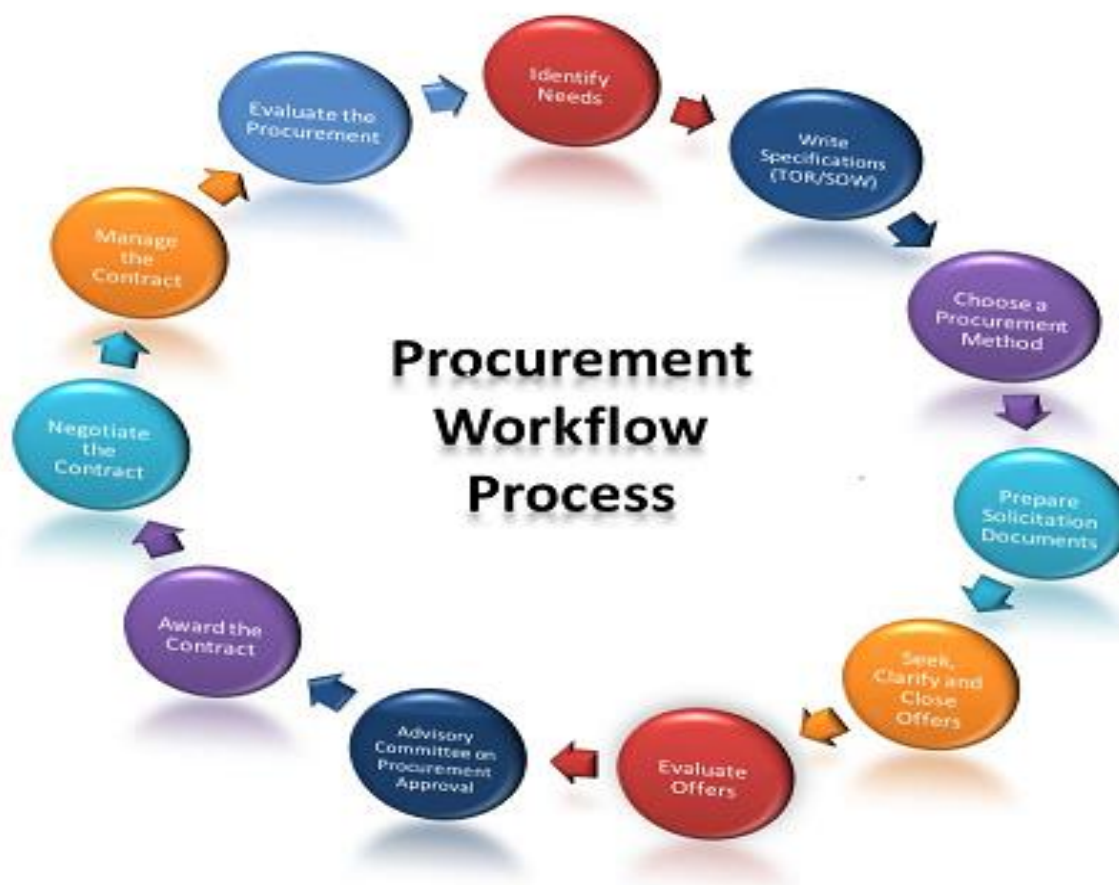 Procurement
Workflow
Process
Identify
Needs
Write
Specifications
(TOR/SOW)
Choose a
Procurement
Method
Prepare
Solicitation
Documents
Seek,
Clarify and
Close
Offers
Evaluate
Offers
Advisory
Committee on
Procurement
Approval
Award the
Contract
Negotiate
the
Contract
Manage
the
Contract
Evaluate the
Procurement